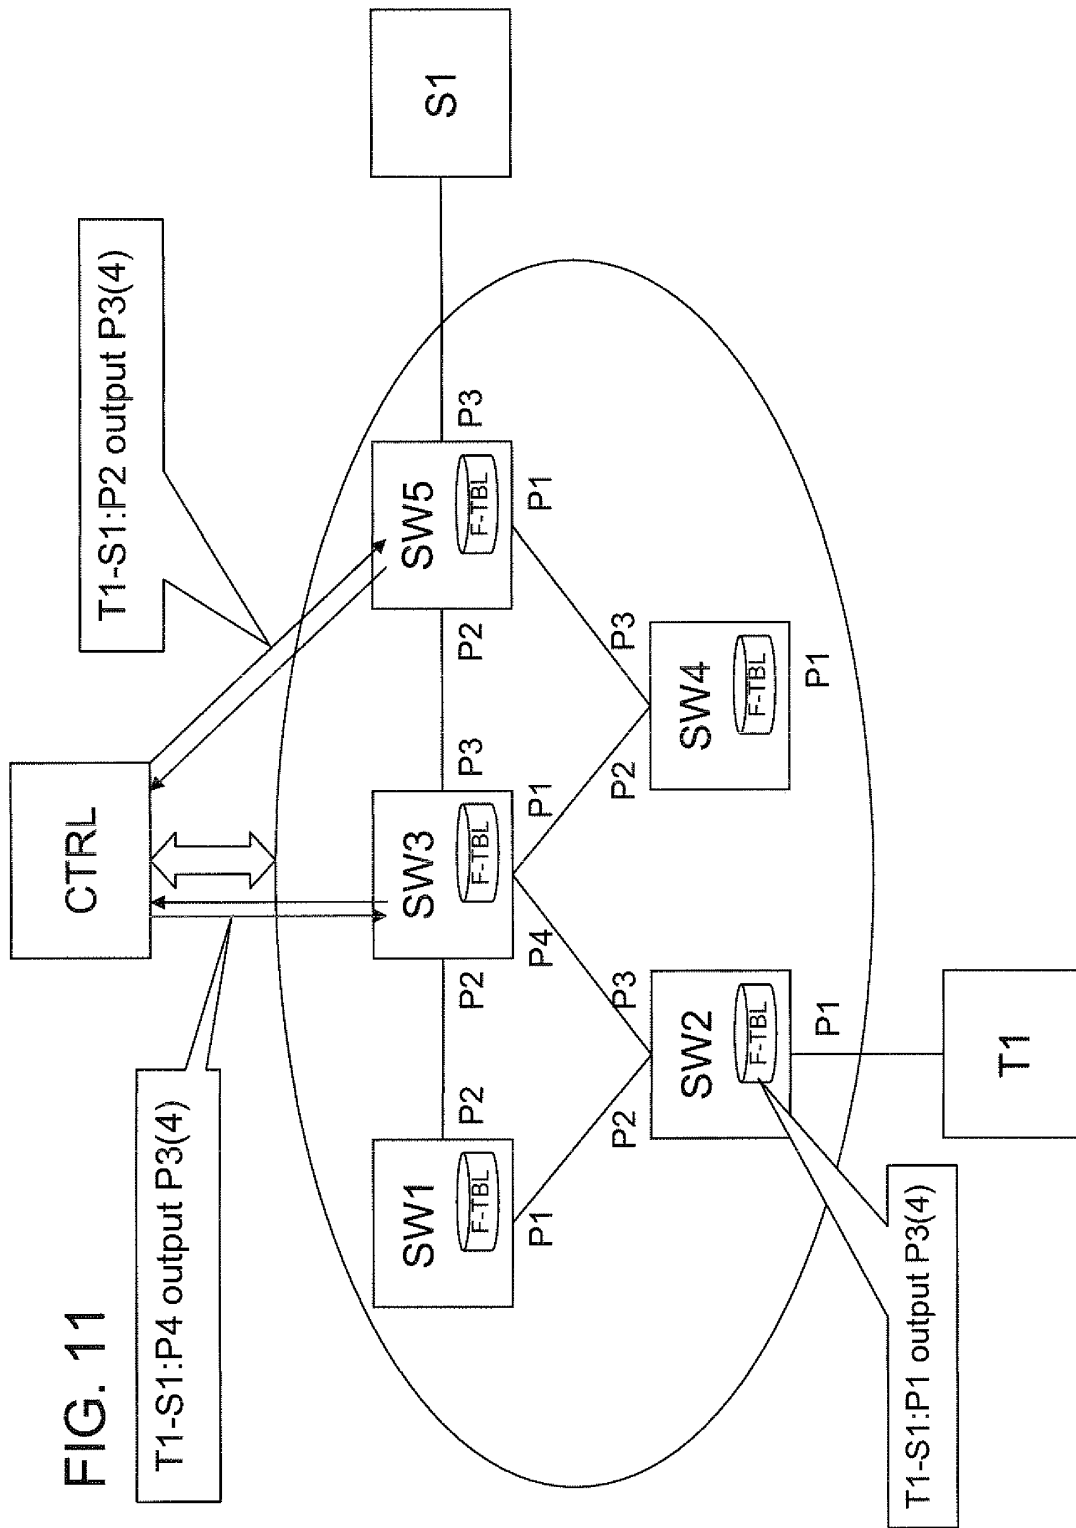 FIG. 11
CTRL
T1-S1:P4 output P3(4)
T1-S1:P2 output P3(4)
SW1
F-TBL
P1
P2
SW3
F-TBL
P2
P3
P4
P1
SW5
F-TBL
P2
P3
P1
S1
SW2
F-TBL
P2
P3
P1
SW4
F-TBL
P2
P3
P1
T1
T1-S1:P1 output P3(4)